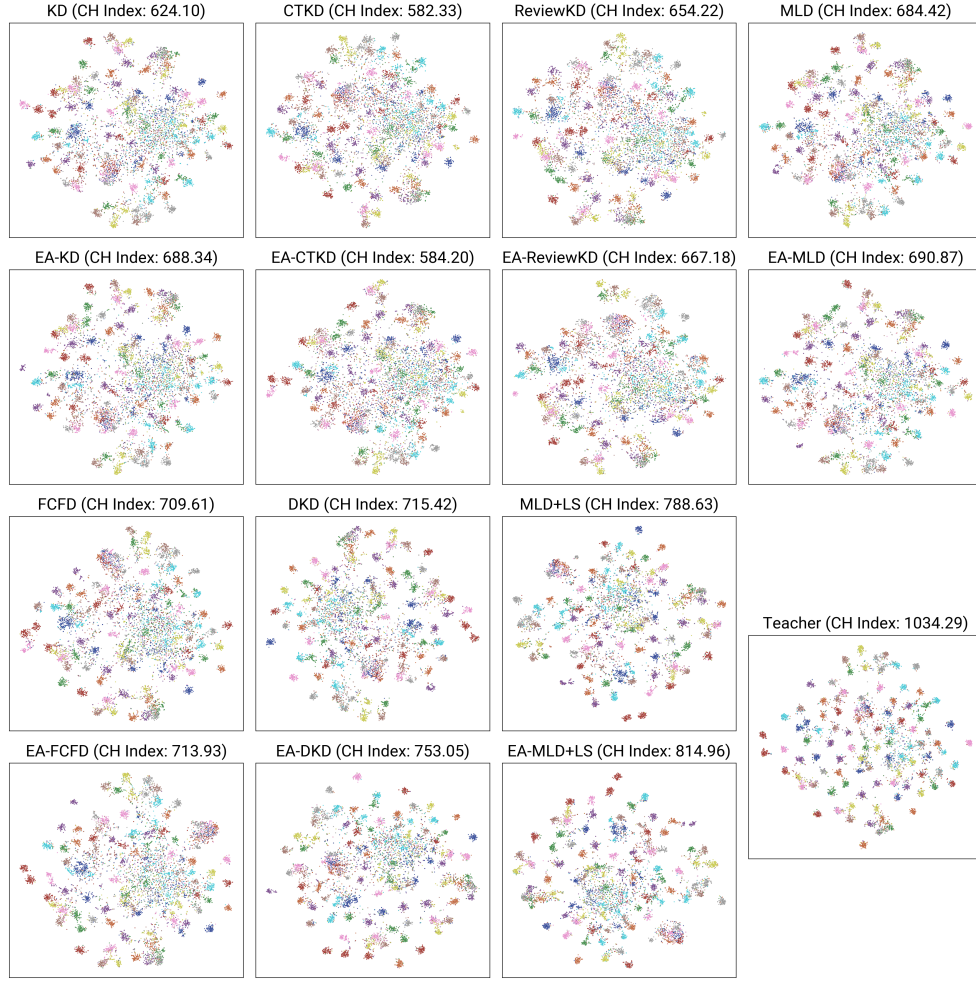 KD (CH Index: 624.10)
CTKD (CH Index: 582.33)
ReviewKD (CH Index: 654.22)
MLD (CH Index: 684.42)
EA-KD (CH Index: 688.34)
EA-CTKD (CH Index: 584.20)
EA-ReviewKD (CH Index: 667.18)
EA-MLD (CH Index: 690.87)
FCFD (CH Index: 709.61)
DKD (CH Index: 715.42)
MLD+LS (CH Index: 788.63)
Teacher (CH Index: 1034.29)
EA-FCFD (CH Index: 713.93)
EA-DKD (CH Index: 753.05)
EA-MLD+LS (CH Index: 814.96)